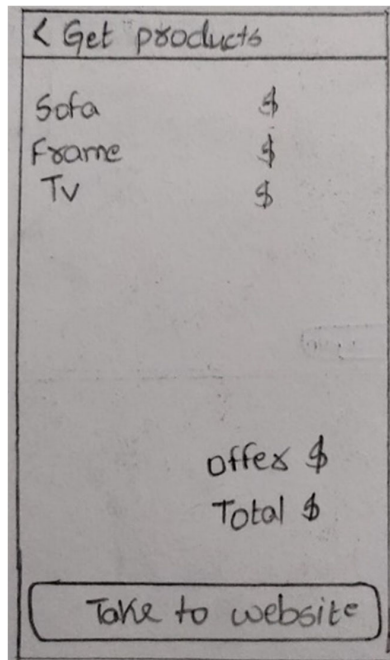 < Get products
Sofa $
Frame $
Tv $
offer $
Total $
Take to website